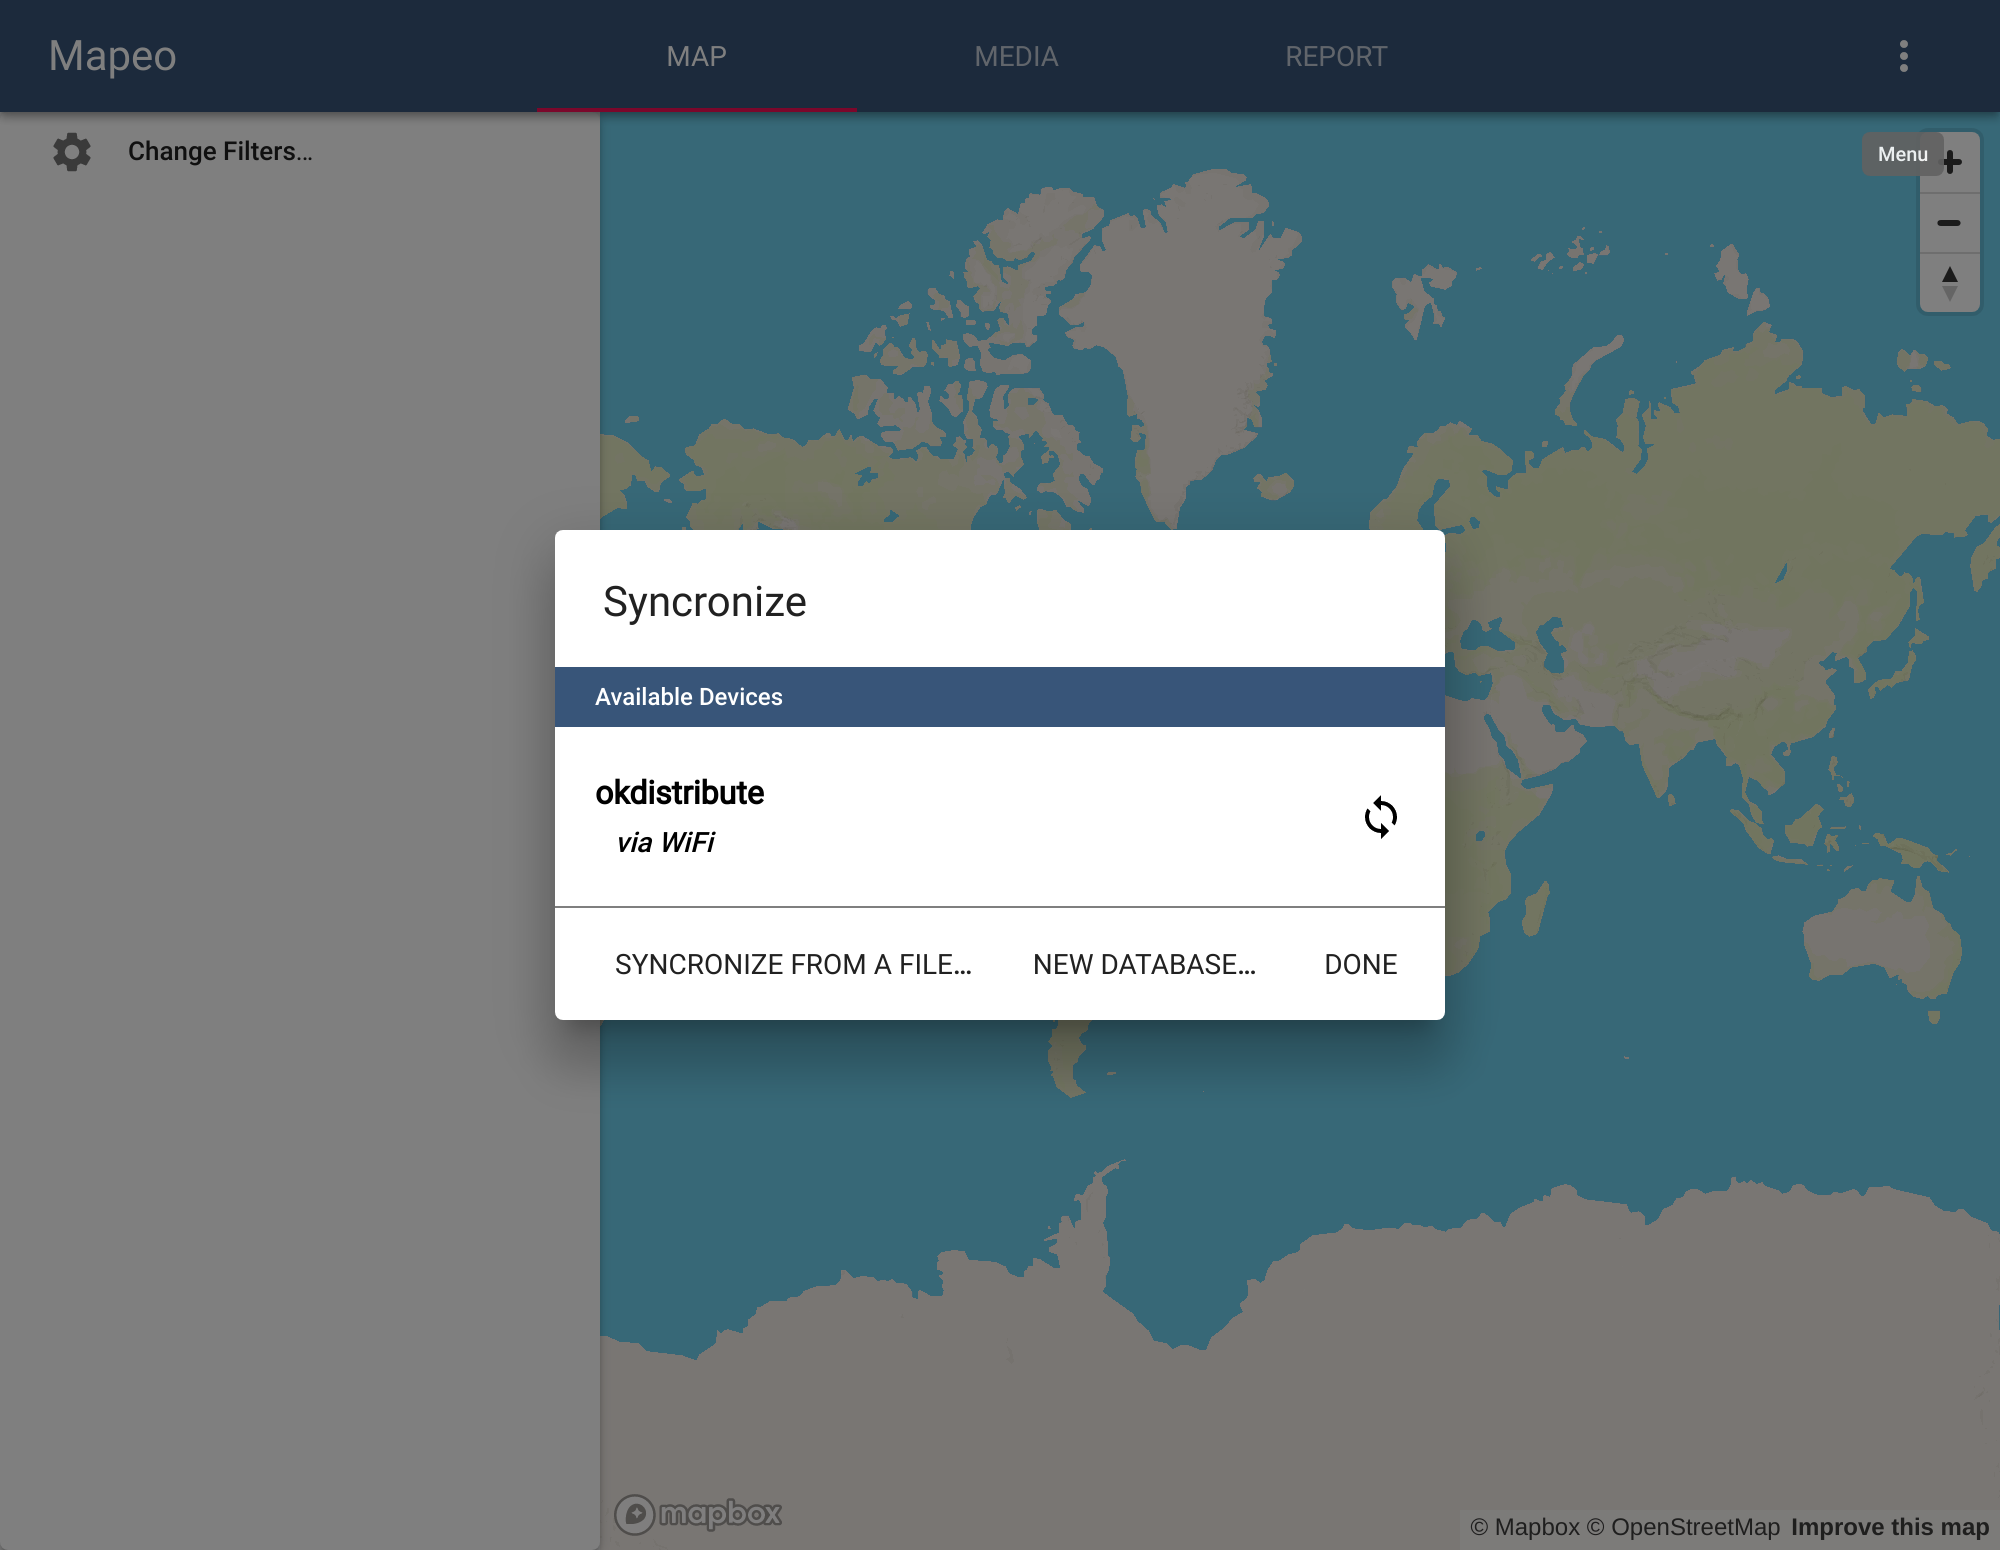 Mapeo
MAP
MEDIA
REPORT
Change Filters...
Menu
Syncronize
Available Devices
okdistribute
via WiFi
SYNCRONIZE FROM A FILE...
NEW DATABASE...
DONE
mapbox
© Mapbox © OpenStreetMap Improve this map